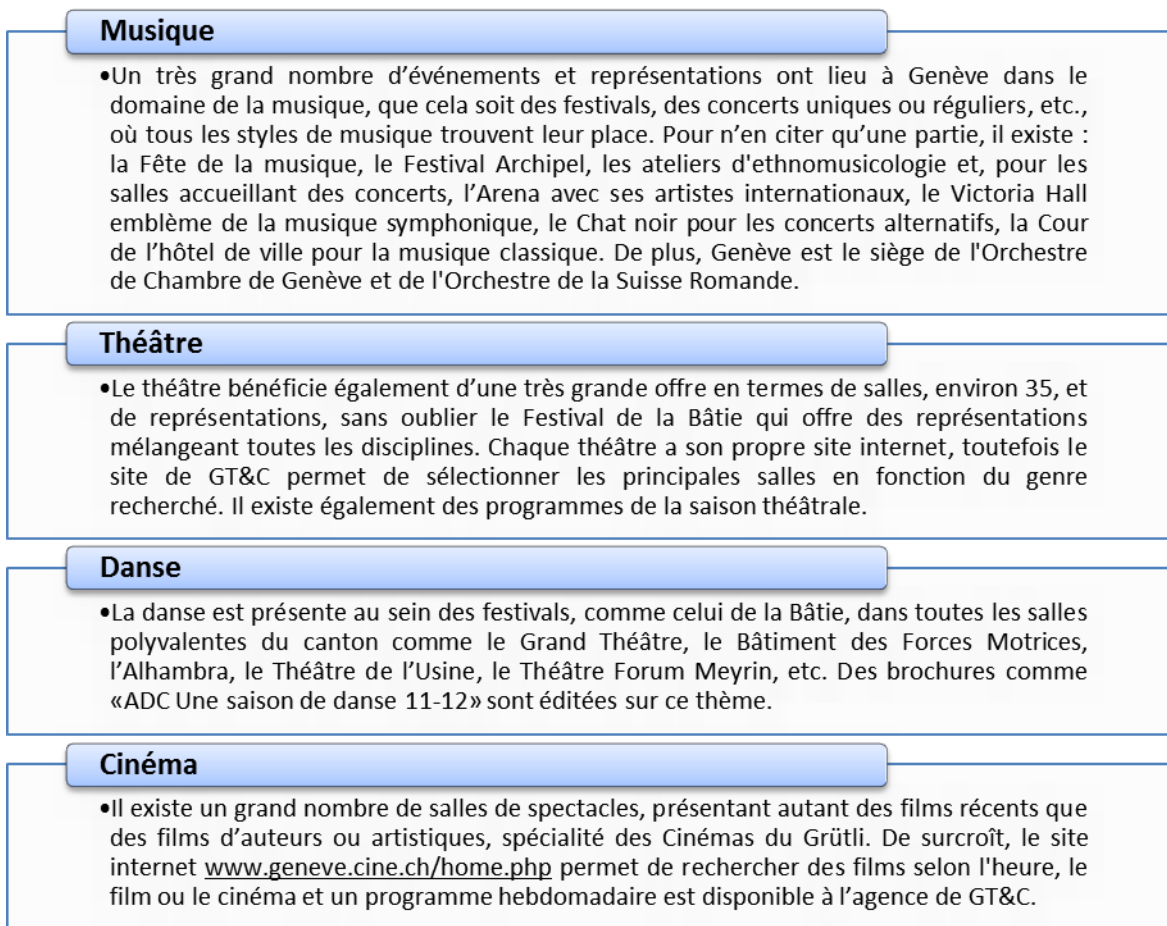 Musique
•Un très grand nombre d’événements et représentations ont lieu à Genève dans le
domaine de la musique, que cela soit des festivals, des concerts uniques ou réguliers, etc.,
où tous les styles de musique trouvent leur place. Pour n’en citer qu’une partie, il existe :
la Fête de la musique, le Festival Archipel, les ateliers d'ethnomusicologie et, pour les
salles accueillant des concerts, l’Arena avec ses artistes internationaux, le Victoria Hall
emblème de la musique symphonique, le Chat noir pour les concerts alternatifs, la Cour
de l’hôtel de ville pour la musique classique. De plus, Genève est le siège de l'Orchestre
de Chambre de Genève et de l'Orchestre de la Suisse Romande.
Théâtre
•Le théâtre bénéficie également d’une très grande offre en termes de salles, environ 35, et
de représentations, sans oublier le Festival de la Bâtie qui offre des représentations
mélangeant toutes les disciplines. Chaque théâtre a son propre site internet, toutefois le
site de GT&C permet de sélectionner les principales salles en fonction du genre
recherché. Il existe également des programmes de la saison théâtrale.
Danse
•La danse est présente au sein des festivals, comme celui de la Bâtie, dans toutes les salles
polyvalentes du canton comme le Grand Théâtre, le Bâtiment des Forces Motrices,
l’Alhambra, le Théâtre de l’Usine, le Théâtre Forum Meyrin, etc. Des brochures comme
«ADC Une saison de danse 11-12» sont éditées sur ce thème.
Cinéma
•Il existe un grand nombre de salles de spectacles, présentant autant des films récents que
des films d’auteurs ou artistiques, spécialité des Cinémas du Grütli. De surcroît, le site
internet www.geneve.cine.ch/home.php permet de rechercher des films selon l'heure, le
film ou le cinéma et un programme hebdomadaire est disponible à l’agence de GT&C.